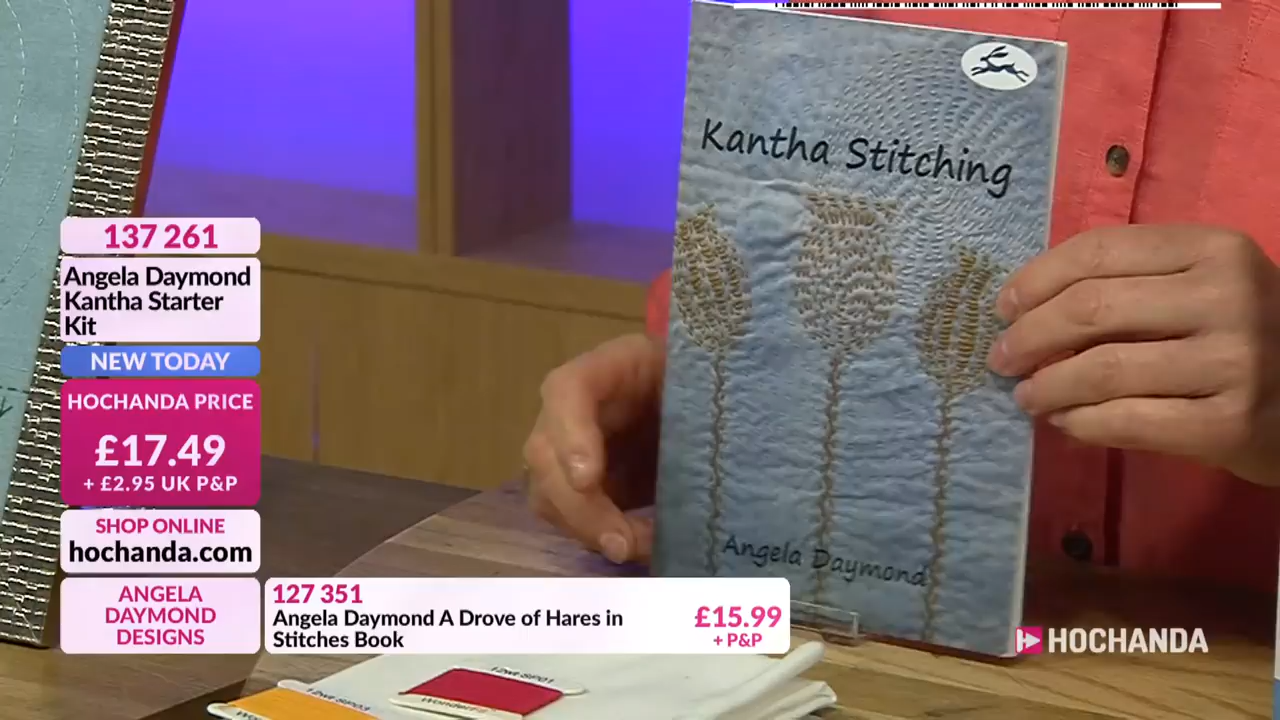 Kantha Stitching
Angela Daymond
137 261
Angela Daymond
Kantha Starter
Kit
NEW TODAY
HOCHANDA PRICE
£17.49
+ £2.95 UK P&P
SHOP ONLINE
hochanda.com
ANGELA
DAYMOND
DESIGNS
127 351
Angela Daymond A Drove of Hares in
Stitches Book
£15.99
+ P&P
HOCHANDA